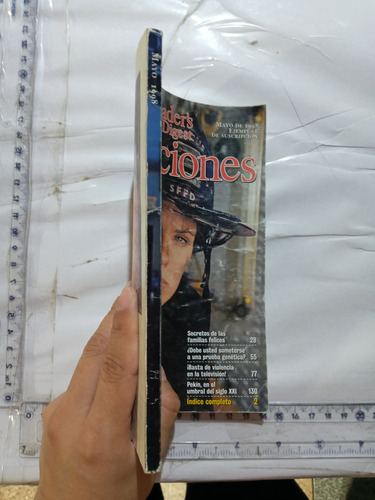 MAYO 1998
ader's
Digest
MAYO DE 1998
EJEMPLAR
DE SUSCRIPCIÓN
ciones
SFFD
Secretos de las
familias felices 29
¿Debe usted someterse
a una prueba genética? 55
¡Basta de violencia
en la televisión! 77
Pekín, en el
umbral del siglo XXI 130
Índice completo 2